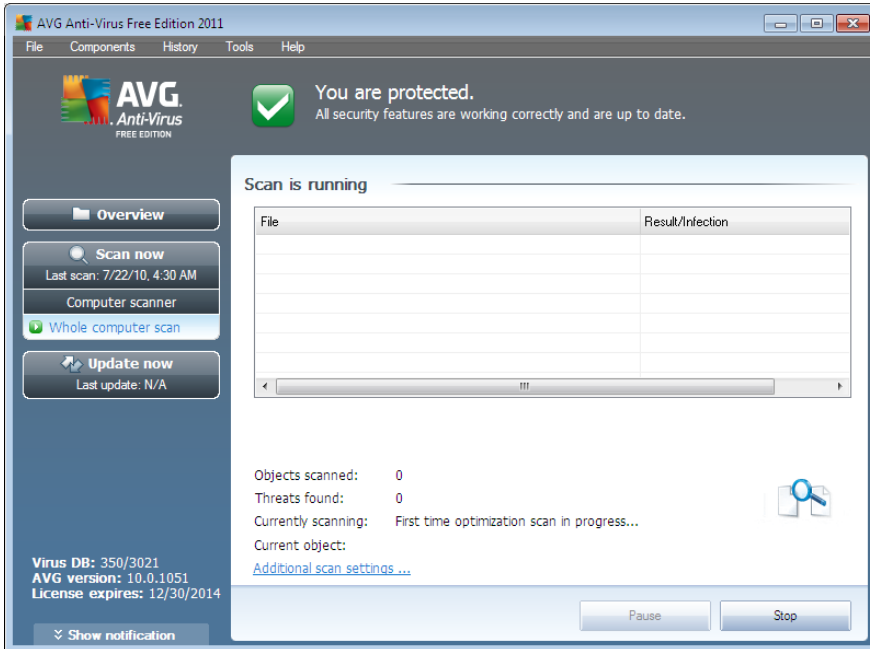 AVG Anti-Virus Free Edition 2011
File Components History Tools Help
AVG.
Anti-Virus
FREE EDITION
You are protected.
All security features are working correctly and are up to date.
Scan is running
Overview
Scan now
Last scan: 7/22/10, 4:30 AM
Computer scanner
Whole computer scan
Update now
Last update: N/A
File Result/Infection
Objects scanned: 0
Threats found: 0
Currently scanning: First time optimization scan in progress...
Current object:
Additional scan settings ...
Virus DB: 350/3021
AVG version: 10.0.1051
License expires: 12/30/2014
Show notification
Pause Stop